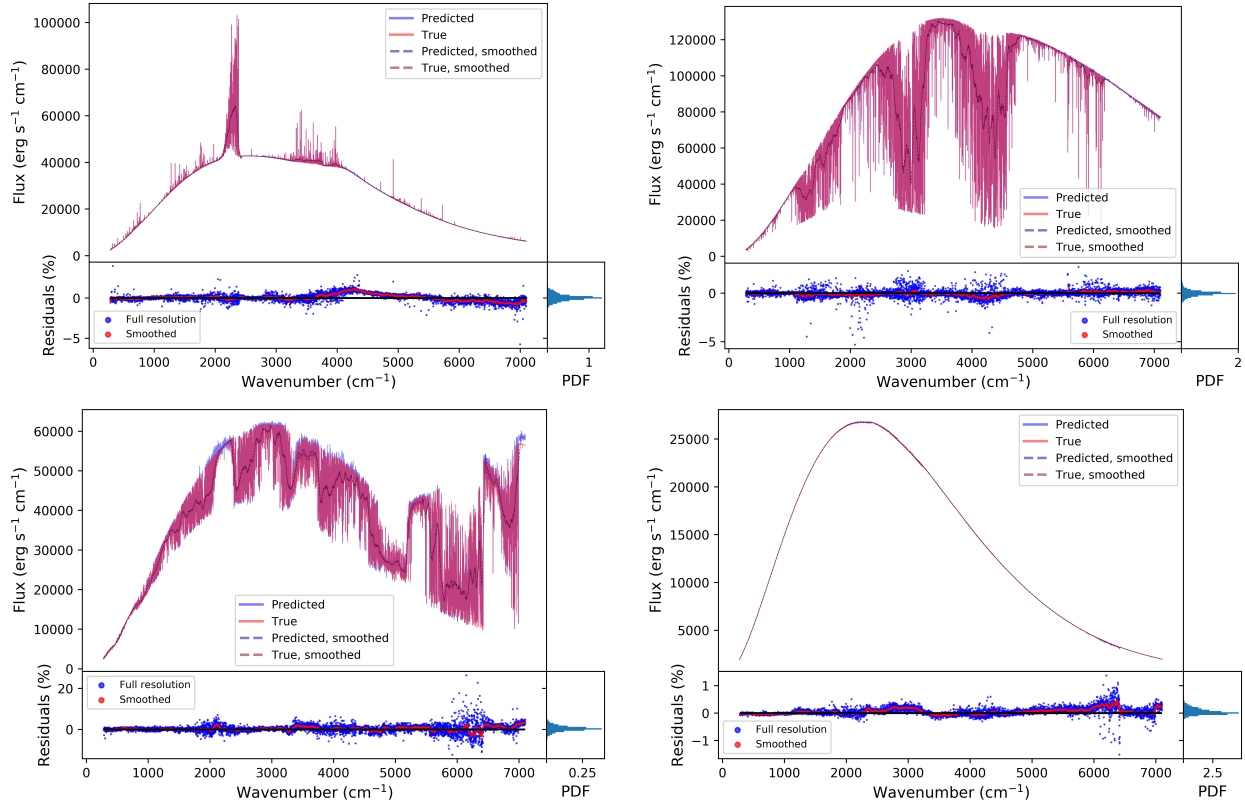 100000
80000
60000
40000
20000
0
Flux (erg s⁻¹ cm⁻¹)
Predicted
True
Predicted, smoothed
True, smoothed
0
−5
Residuals (%)
Full resolution
Smoothed
0 1000 2000 3000 4000 5000 6000 7000
Wavenumber (cm⁻¹)
1
PDF
120000
100000
80000
60000
40000
20000
0
Flux (erg s⁻¹ cm⁻¹)
Predicted
True
Predicted, smoothed
True, smoothed
0
−5
Residuals (%)
Full resolution
Smoothed
0 1000 2000 3000 4000 5000 6000 7000
Wavenumber (cm⁻¹)
2
PDF
60000
50000
40000
30000
20000
10000
0
Flux (erg s⁻¹ cm⁻¹)
Predicted
True
Predicted, smoothed
True, smoothed
20
0
Residuals (%)
Full resolution
Smoothed
0 1000 2000 3000 4000 5000 6000 7000
Wavenumber (cm⁻¹)
0.25
PDF
25000
20000
15000
10000
5000
Flux (erg s⁻¹ cm⁻¹)
Predicted
True
Predicted, smoothed
True, smoothed
1
0
−1
Residuals (%)
Full resolution
Smoothed
0 1000 2000 3000 4000 5000 6000 7000
Wavenumber (cm⁻¹)
2.5
PDF